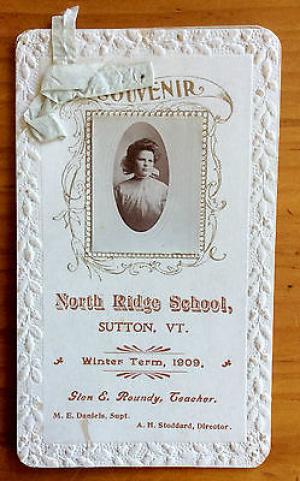 SOUVENIR
North Ridge School,
SUTTON, VT.
Winter Term, 1909.
Glen E. Roundy, Teacher.
M. E. Daniels, Supt.
A. H. Stoddard, Director.